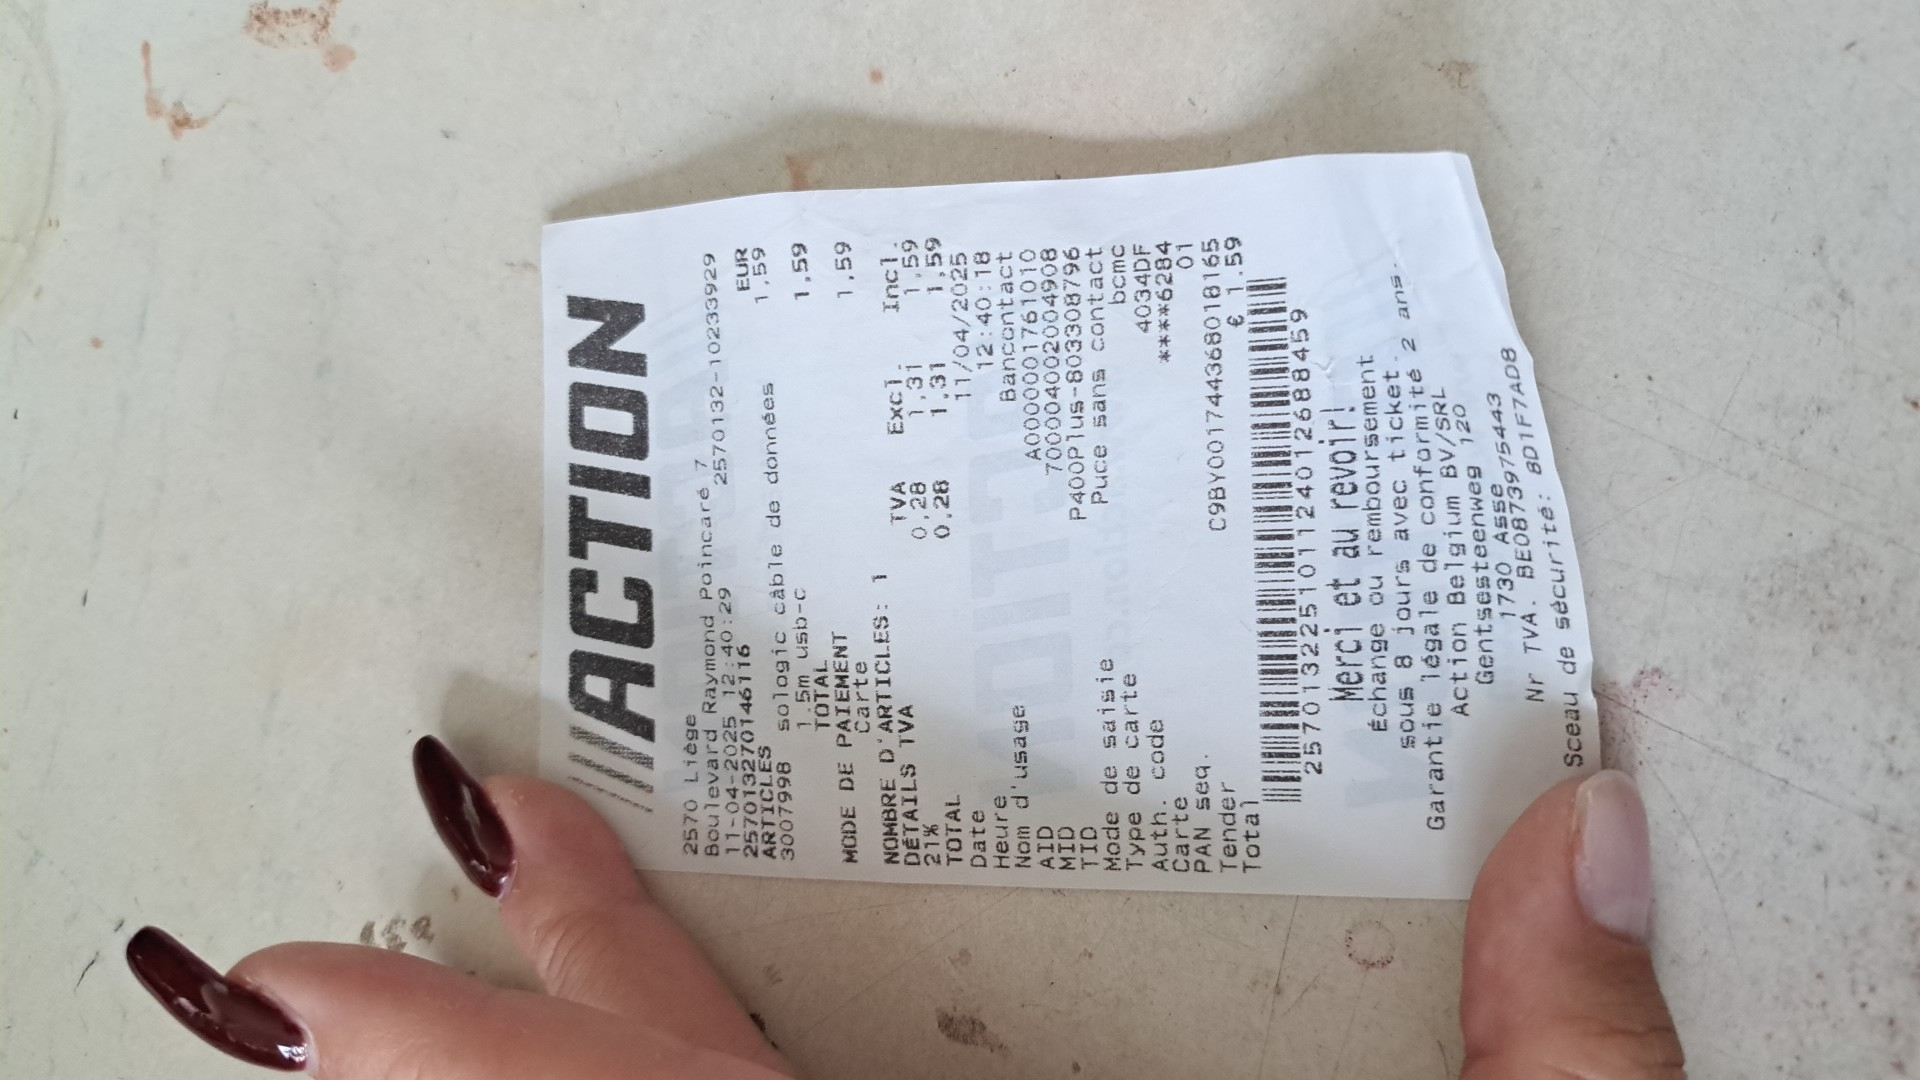 ACTION
2570 Liège
Boulevard Raymond Poincaré 7
11-04-2025 12:40:29 2570132-10233929
257013270146116
ARTICLES EUR
3007998 sologic câble de données 1,59
1.5m usb-c
TOTAL 1,59
MODE DE PAIEMENT
Carte 1,59
NOMBRE D'ARTICLES: 1
DÉTAILS TVA TVA Excl. Incl.
21% 0,28 1,31 1,59
TOTAL 0,28 1,31 1,59
Date 11/04/2025
Heure 12:40:18
Nom d'usage Bancontact
AID A0000001761010
MID 700004002004908
TID P400Plus-803308796
Mode de saisie Puce sans contact
Type de carte bcmc
Auth. code 4034DF
Carte ****6284
PAN seq. 01
Tender C9BY001744368018165
Total € 1.59
257013225101124012688459
Merci et au revoir!
Échange ou remboursement
sous 8 jours avec ticket.
Garantie légale de conformité 2 ans.
Action Belgium BV/SRL
Gentsesteenweg 120
1730 Asse
Nr TVA. BE0873975443
Sceau de sécurité: 8D1F7AD8